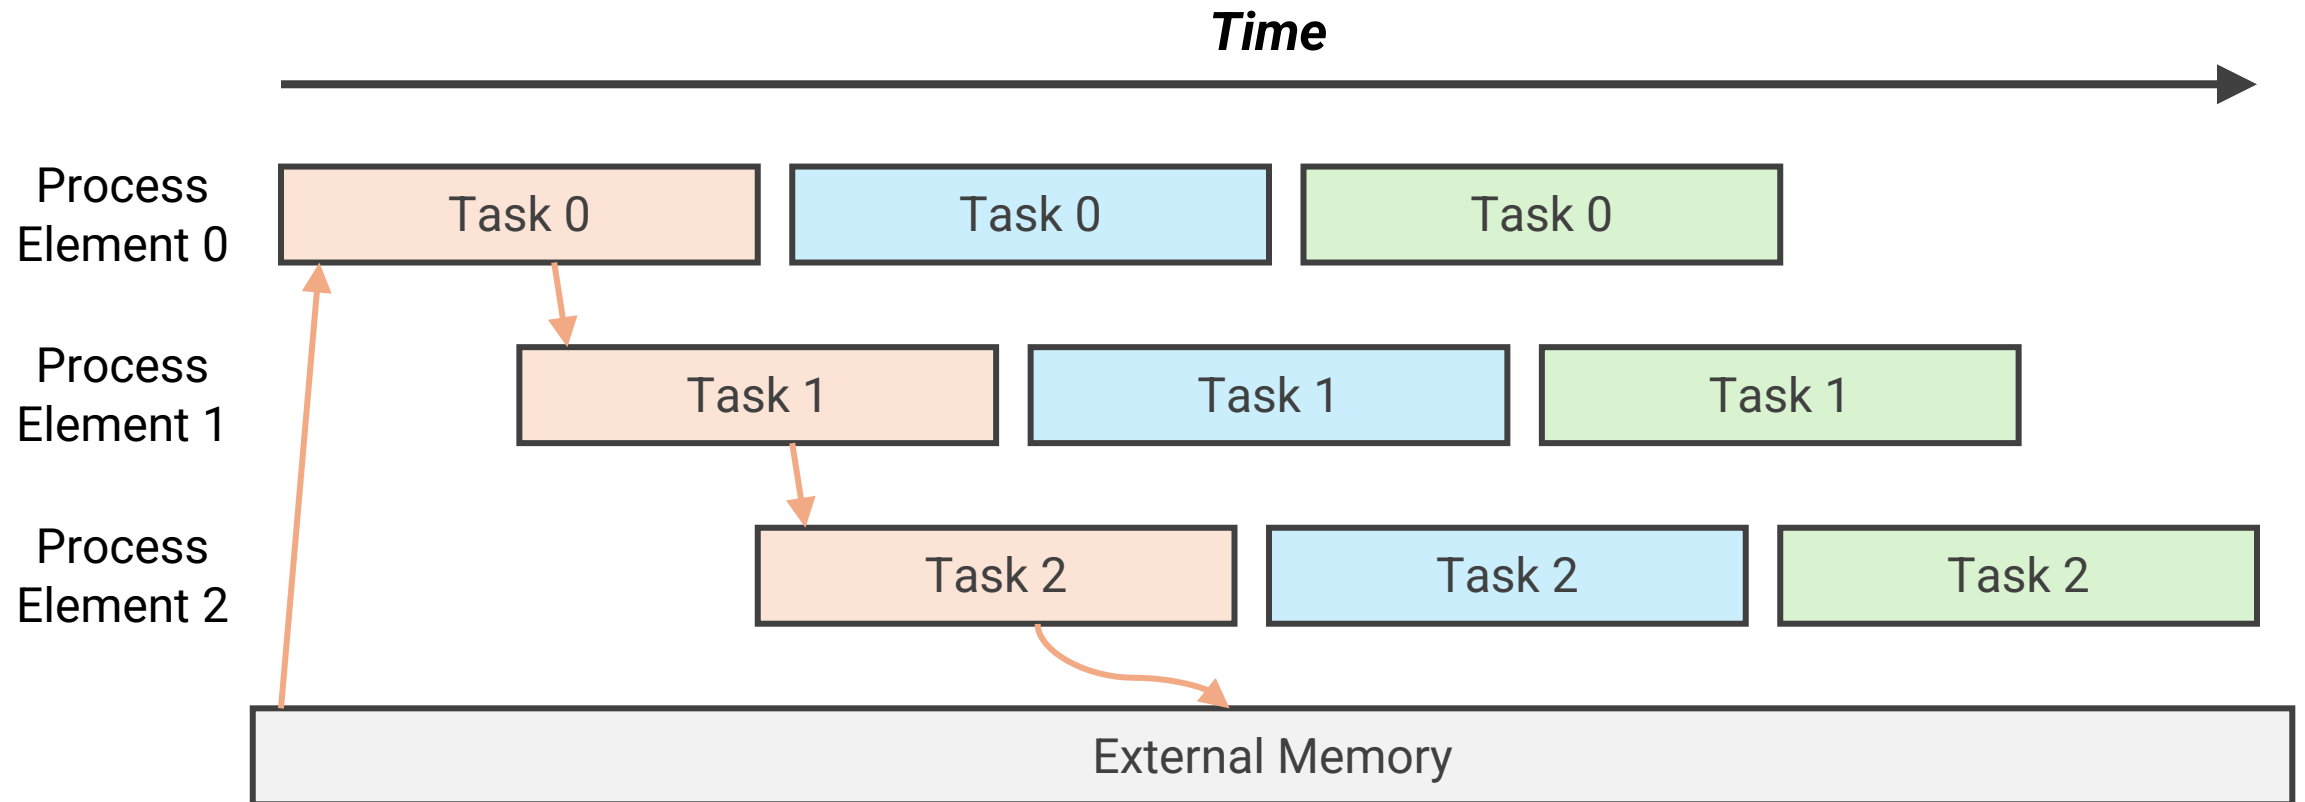 Time
Process
Element 0
Task 0
Task 0
Task 0
Process
Element 1
Task 1
Task 1
Task 1
Process
Element 2
Task 2
Task 2
Task 2
External Memory